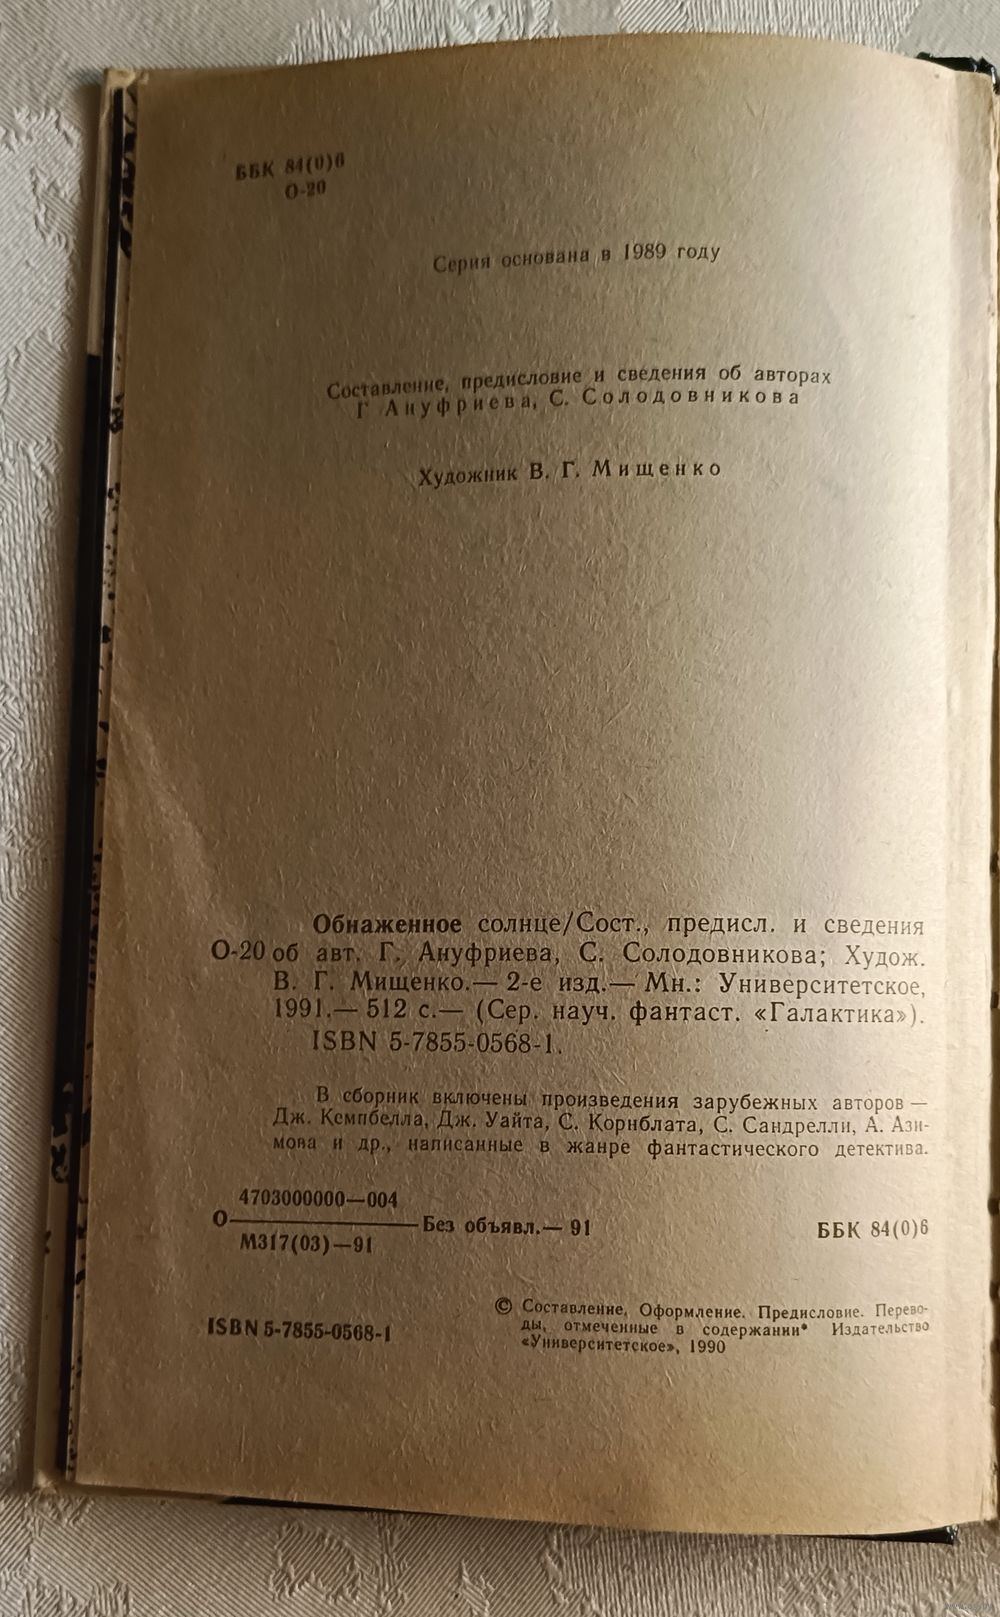 ББК 84(0)6
О-20
Серия основана в 1989 году
Составление, предисловие и сведения об авторах
Г. Ануфриева, С. Солодовникова
Художник В. Г. Мищенко
Обнаженное солнце/Сост., предисл. и сведения
О-20 об авт. Г. Ануфриева, С. Солодовникова; Худож.
В. Г. Мищенко.— 2-е изд.— Мн.: Университетское,
1991.— 512 с.— (Сер. науч. фантаст. «Галактика»).
ISBN 5-7855-0568-1.
В сборник включены произведения зарубежных авторов —
Дж. Кемпбелла, Дж. Уайта, С. Корнблата, С. Сандрелли, А. Ази-
мова и др., написанные в жанре фантастического детектива.
4703000000—004
О ——— Без объявл.— 91
М317(03)—91
ББК 84(0)6
ISBN 5-7855-0568-1
© Составление, Оформление. Предисловие. Перево-
ды, отмеченные в содержании* Издательство
«Университетское», 1990